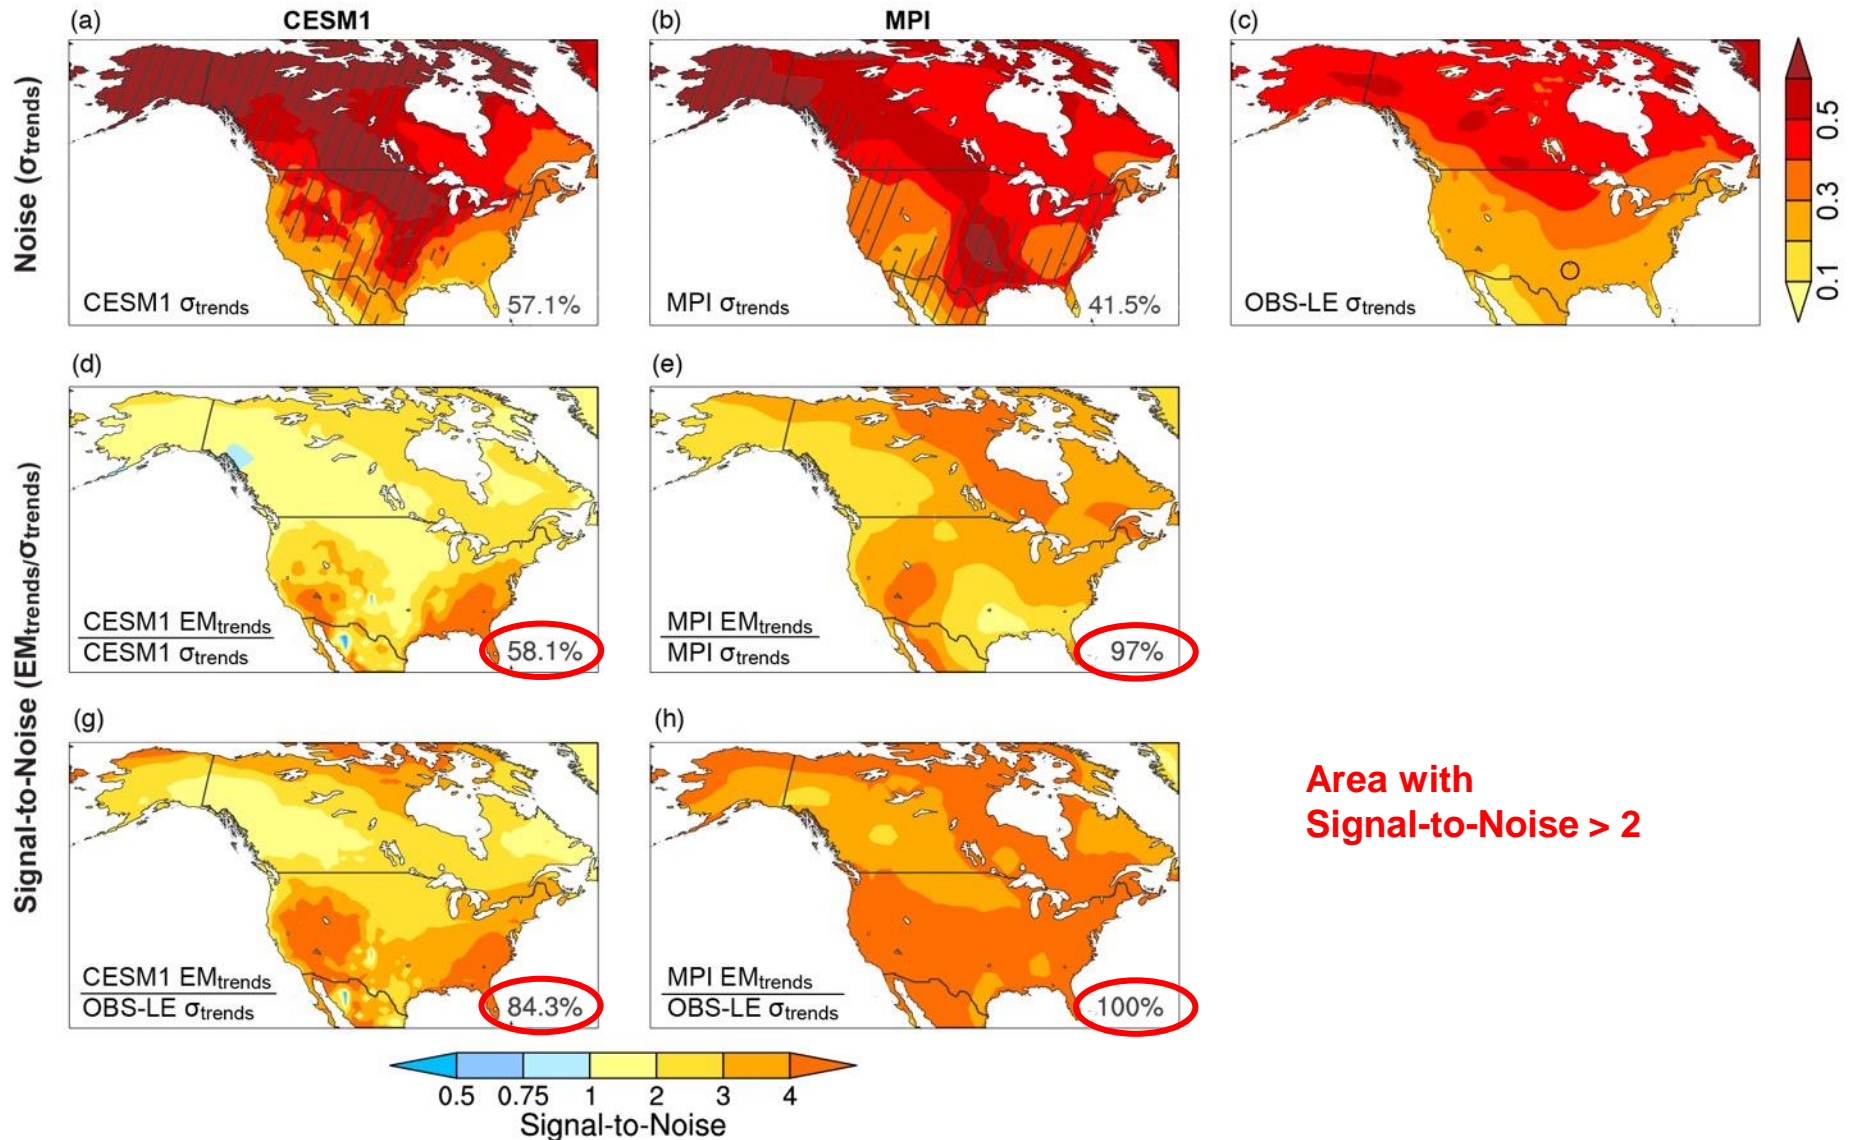 (a)
CESM1
(b)
MPI
(c)
Noise (σtrends)
CESM1 σtrends
57.1%
MPI σtrends
41.5%
OBS-LE σtrends
0.5
0.3
0.1
(d)
(e)
Signal-to-Noise (EMtrends/σtrends)
CESM1 EMtrends
CESM1 σtrends
58.1%
MPI EMtrends
MPI σtrends
97%
(g)
(h)
CESM1 EMtrends
OBS-LE σtrends
84.3%
MPI EMtrends
OBS-LE σtrends
100%
Area with
Signal-to-Noise > 2
0.5 0.75 1 2 3 4
Signal-to-Noise